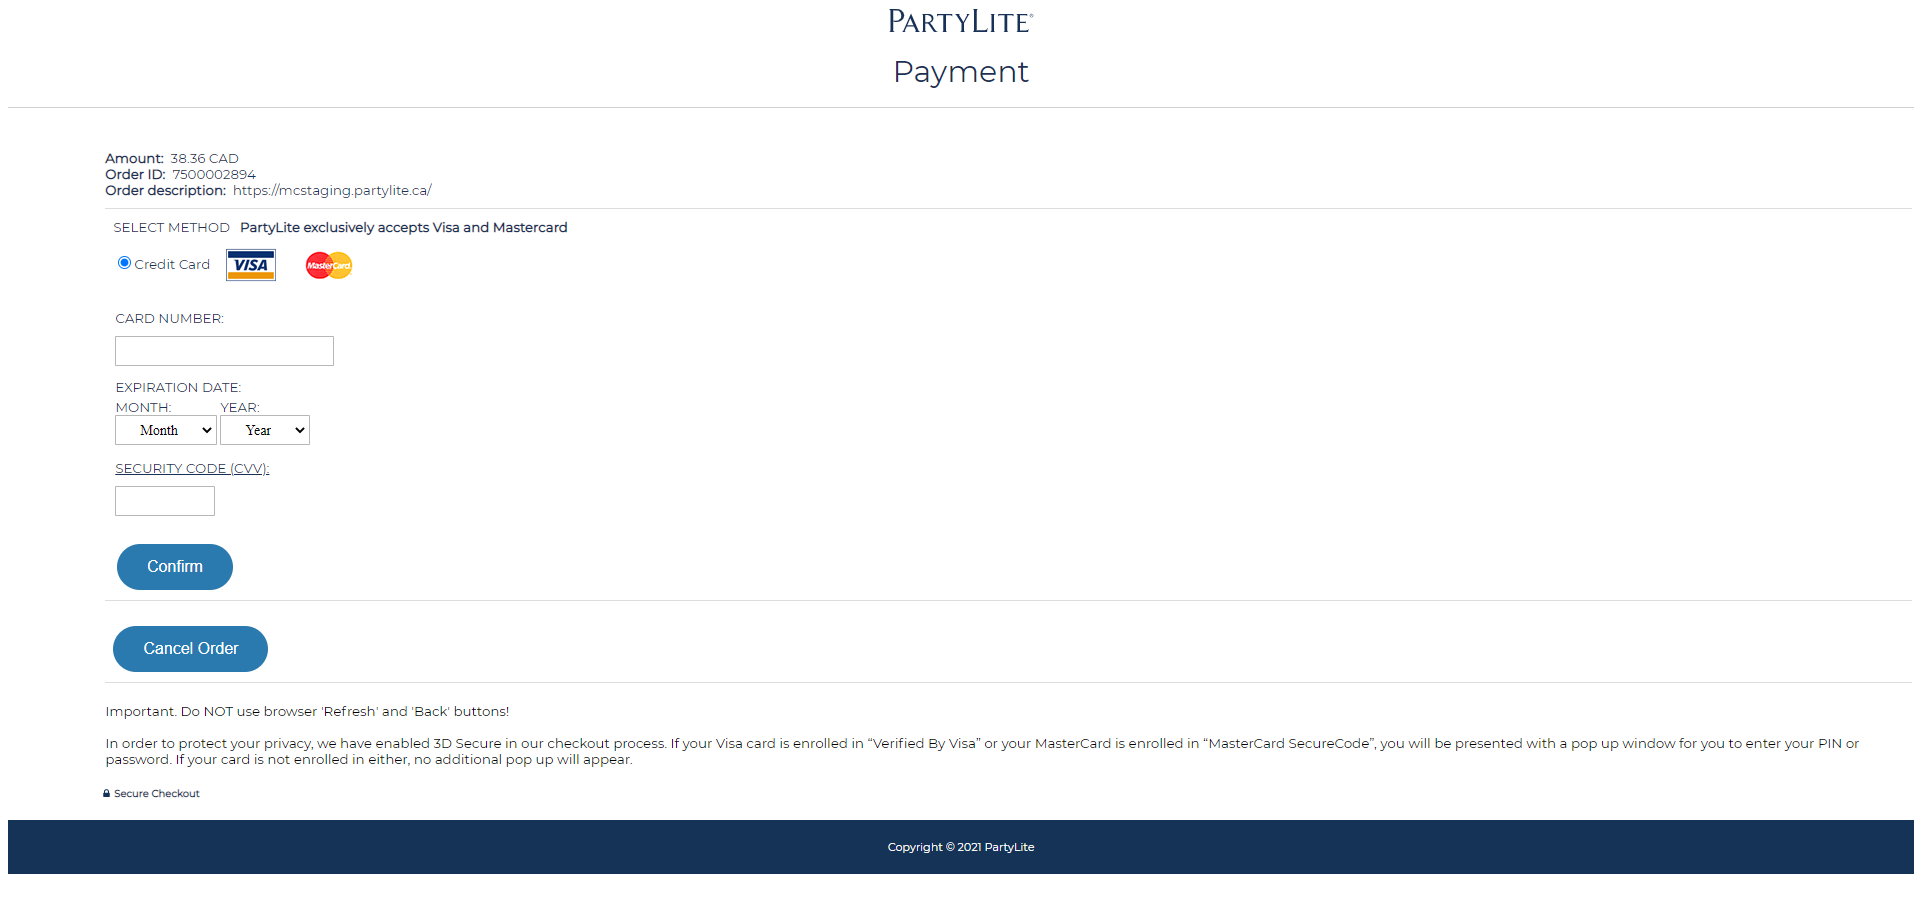 PARTYLITE®
Payment
Amount: 38.36 CAD
Order ID: 7500002894
Order description: https://mcstaging.partylite.ca/
SELECT METHOD PartyLite exclusively accepts Visa and Mastercard
Credit Card VISA MasterCard
CARD NUMBER:
EXPIRATION DATE:
MONTH: YEAR:
Month Year
SECURITY CODE (CVV):
Confirm
Cancel Order
Important. Do NOT use browser 'Refresh' and 'Back' buttons!
In order to protect your privacy, we have enabled 3D Secure in our checkout process. If your Visa card is enrolled in “Verified By Visa” or your MasterCard is enrolled in “MasterCard SecureCode”, you will be presented with a pop up window for you to enter your PIN or
password. If your card is not enrolled in either, no additional pop up will appear.
Secure Checkout
Copyright © 2021 PartyLite